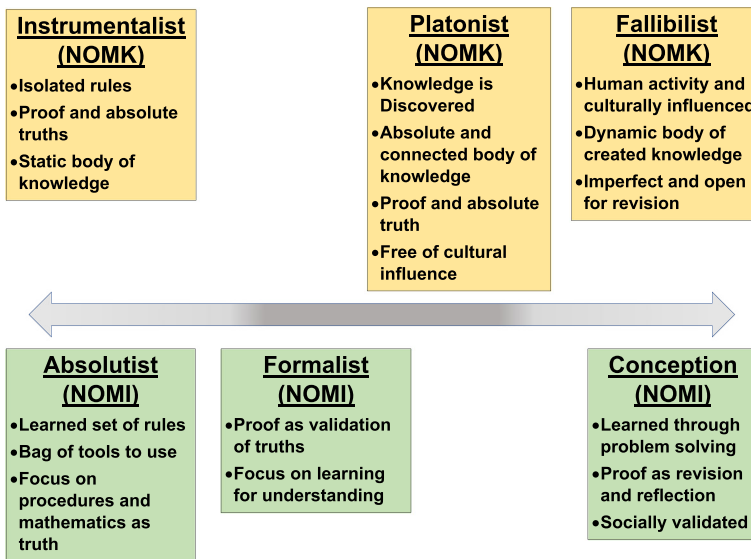 Instrumentalist
(NOMK)
•Isolated rules
•Proof and absolute
truths
•Static body of
knowledge
Platonist
(NOMK)
•Knowledge is
Discovered
•Absolute and
connected body of
knowledge
•Proof and absolute
truth
•Free of cultural
influence
Fallibilist
(NOMK)
•Human activity and
culturally influenced
•Dynamic body of
created knowledge
•Imperfect and open
for revision
Absolutist
(NOMI)
•Learned set of rules
•Bag of tools to use
•Focus on
procedures and
mathematics as
truth
Formalist
(NOMI)
•Proof as validation
of truths
•Focus on learning
for understanding
Conception
(NOMI)
•Learned through
problem solving
•Proof as revision
and reflection
•Socially validated